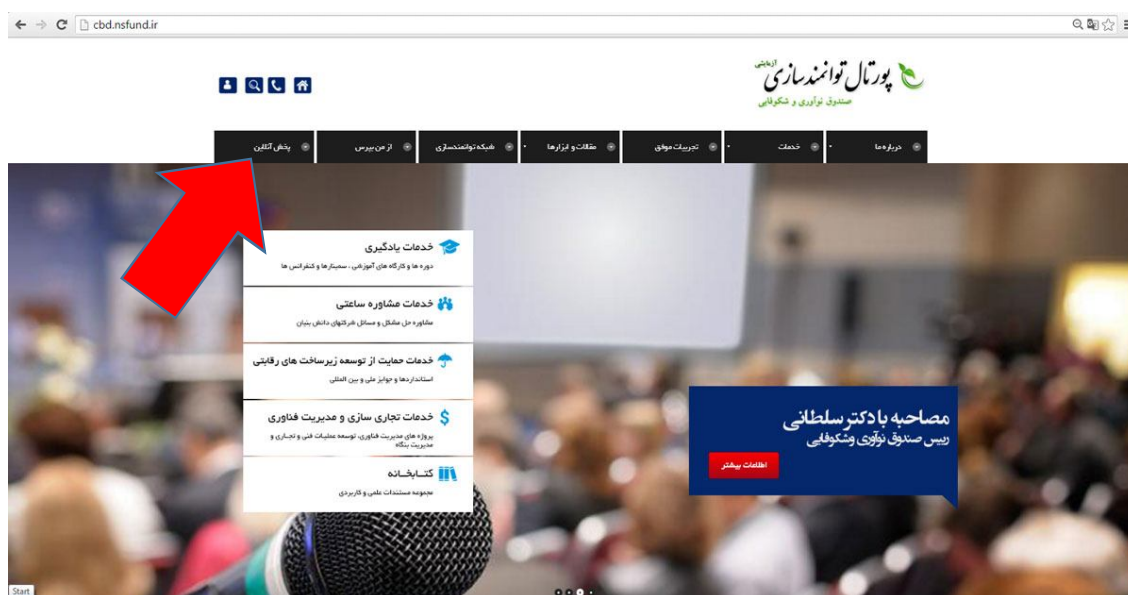 cbd.nsfund.ir
پورتال توانمندسازی
آزمایشی
صندوق نوآوری و شکوفایی
درباره ما
خدمات
تجربیات موفق
مقالات و ابزارها
شبکه توانمندسازی
از من بپرس
پخش آنلاین
خدمات یادگیری
دوره ها و کارگاه های آموزشی ، سمینارها و کنفرانس ها
خدمات مشاوره ساعتی
مشاوره حل مشکل و مسائل شرکتهای دانش بنیان
خدمات حمایت از توسعه زیرساخت های رقابتی
استانداردها و جوایز ملی و بین المللی
خدمات تجاری سازی و مدیریت فناوری
پروژه های مدیریت فناوری، توسعه عملیات فنی و تجـاری و
مدیریت بنگاه
کتــابخــانه
مجموعه مستندات علمی و کاربردی
مصاحبه با دکتر سلطانی
رییس صندوق نوآوری وشکوفایی
اطلاعات بیشتر
Start